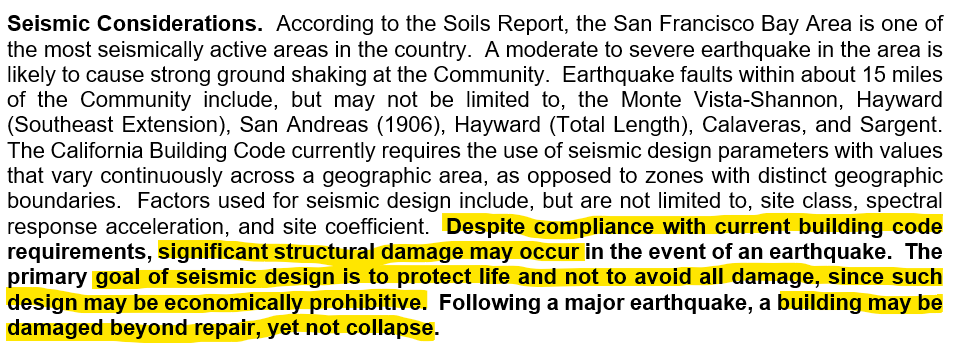 Seismic Considerations. According to the Soils Report, the San Francisco Bay Area is one of
the most seismically active areas in the country. A moderate to severe earthquake in the area is
likely to cause strong ground shaking at the Community. Earthquake faults within about 15 miles
of the Community include, but may not be limited to, the Monte Vista-Shannon, Hayward
(Southeast Extension), San Andreas (1906), Hayward (Total Length), Calaveras, and Sargent.
The California Building Code currently requires the use of seismic design parameters with values
that vary continuously across a geographic area, as opposed to zones with distinct geographic
boundaries. Factors used for seismic design include, but are not limited to, site class, spectral
response acceleration, and site coefficient. Despite compliance with current building code
requirements, significant structural damage may occur in the event of an earthquake. The
primary goal of seismic design is to protect life and not to avoid all damage, since such
design may be economically prohibitive. Following a major earthquake, a building may be
damaged beyond repair, yet not collapse.